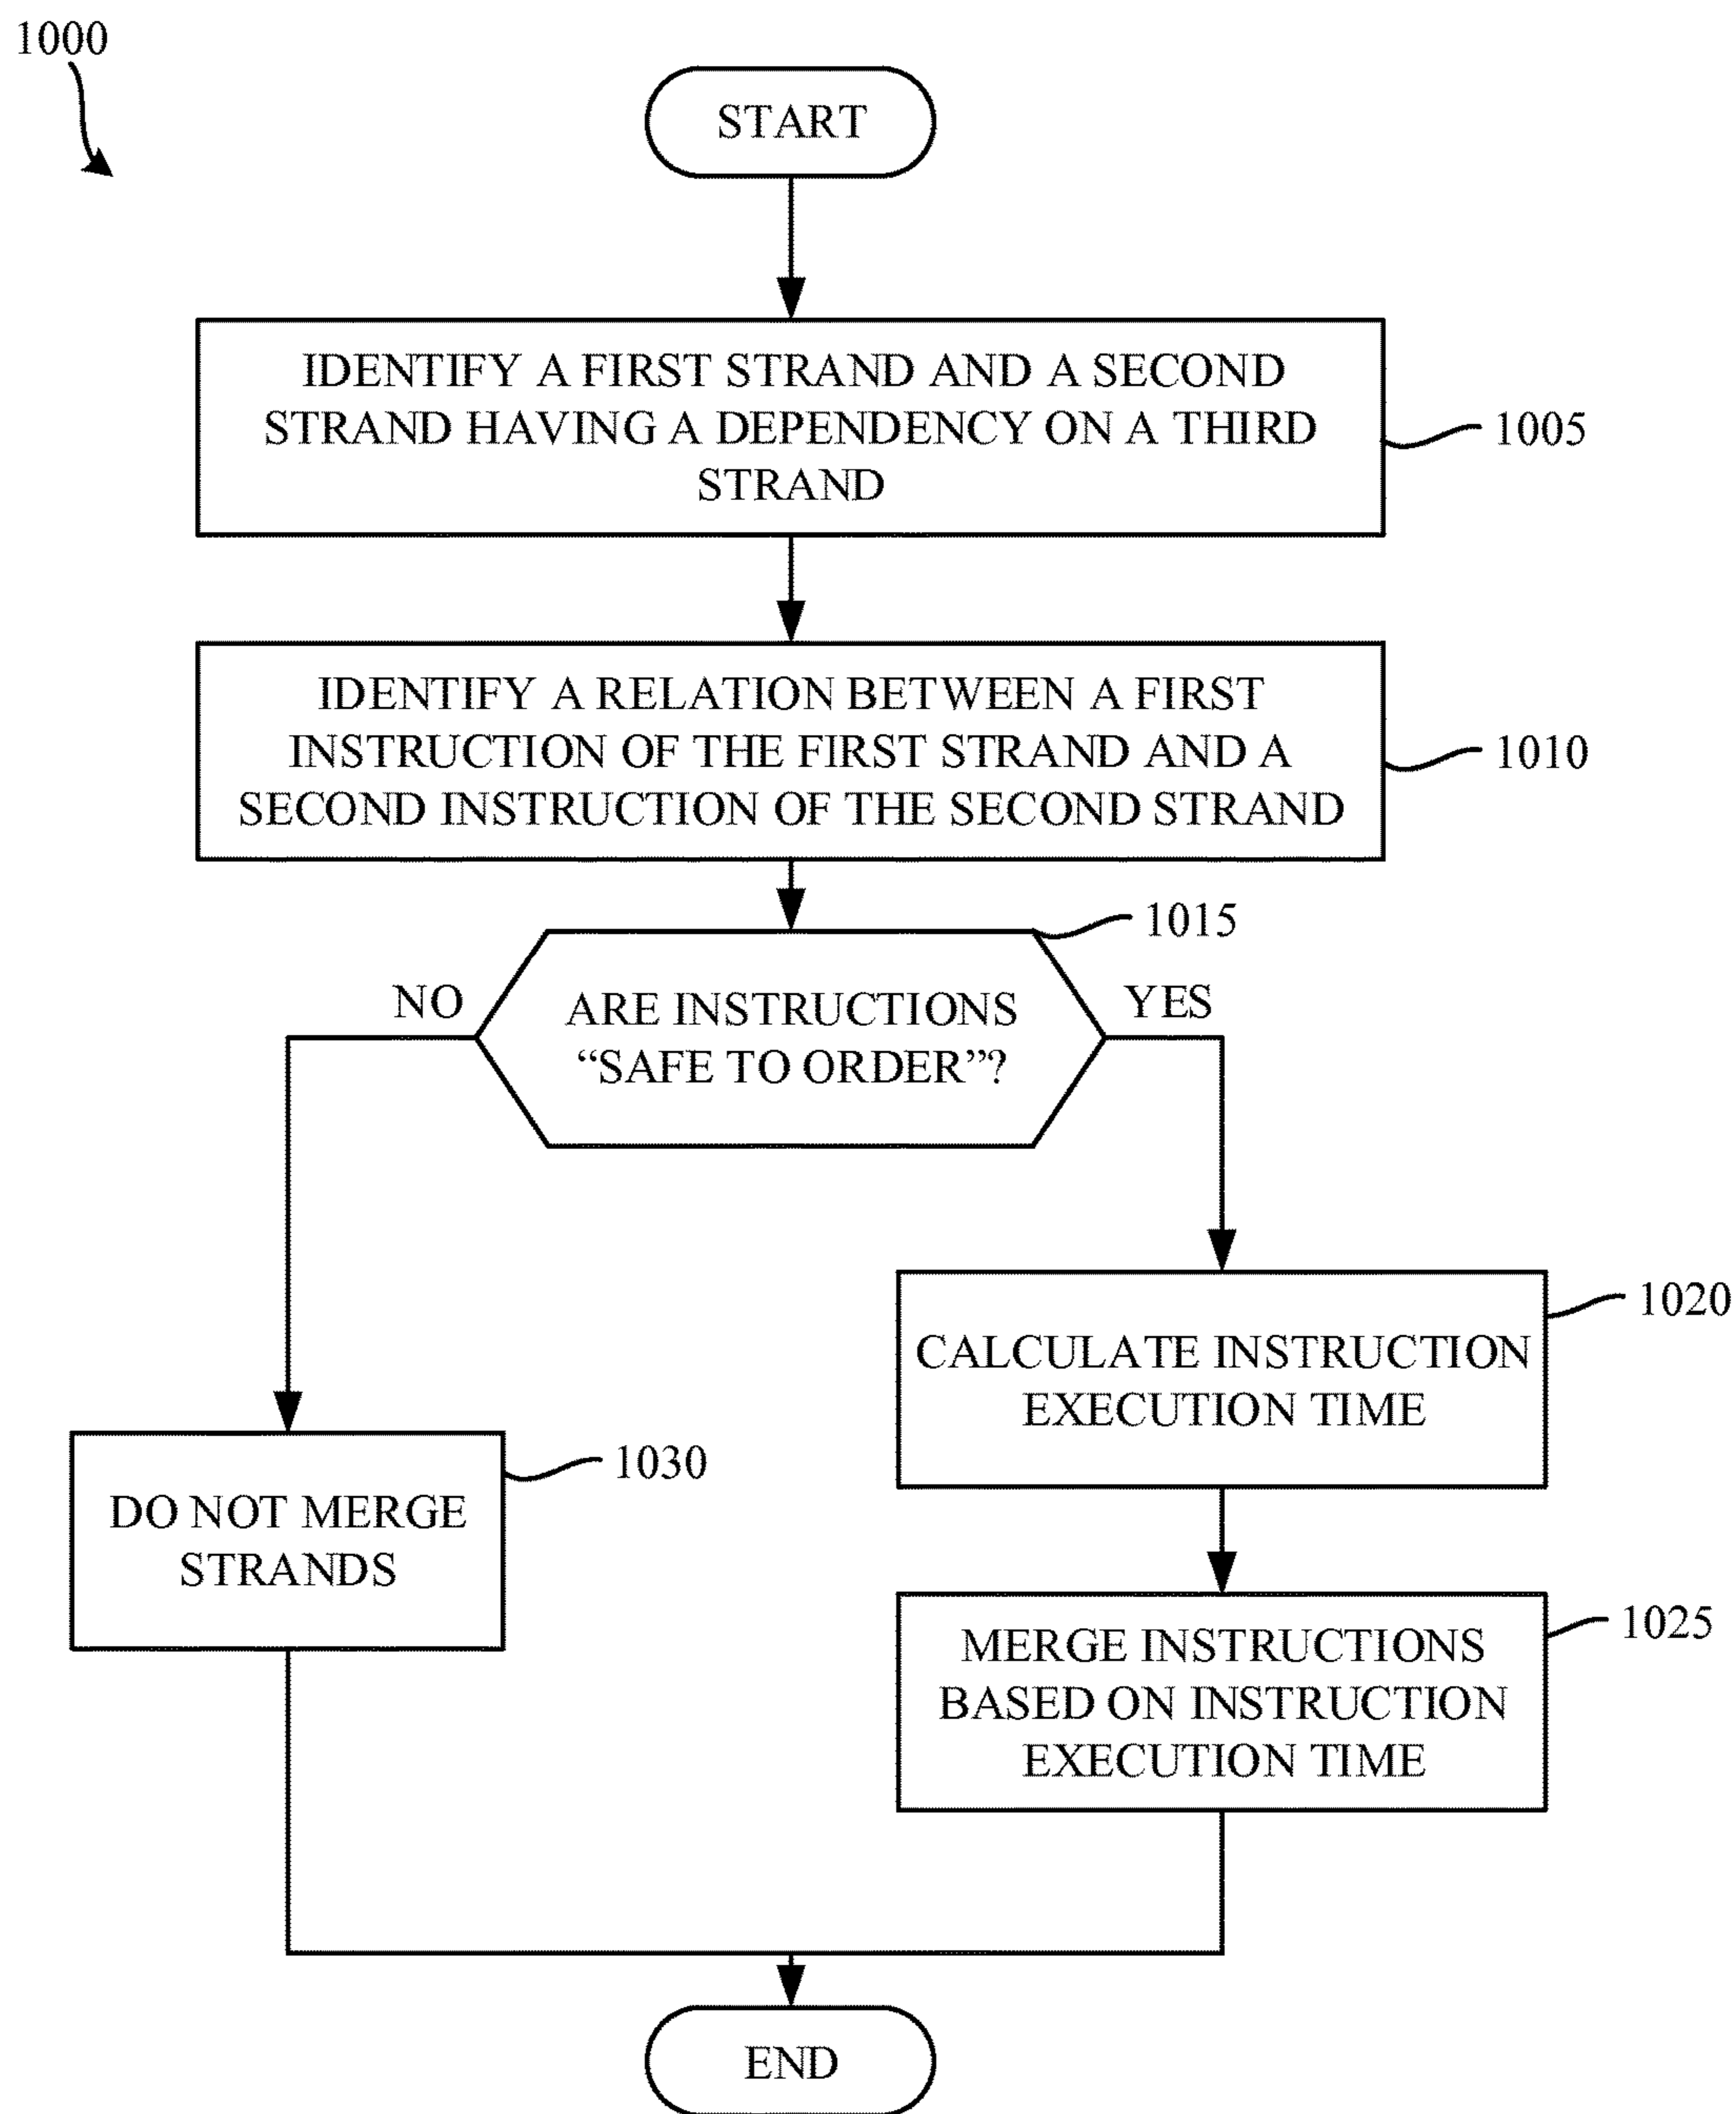 1000
START
IDENTIFY A FIRST STRAND AND A SECOND
STRAND HAVING A DEPENDENCY ON A THIRD
STRAND
1005
IDENTIFY A RELATION BETWEEN A FIRST
INSTRUCTION OF THE FIRST STRAND AND A
SECOND INSTRUCTION OF THE SECOND STRAND
1010
1015
NO
ARE INSTRUCTIONS
“SAFE TO ORDER”?
YES
1020
CALCULATE INSTRUCTION
EXECUTION TIME
1030
DO NOT MERGE
STRANDS
1025
MERGE INSTRUCTIONS
BASED ON INSTRUCTION
EXECUTION TIME
END